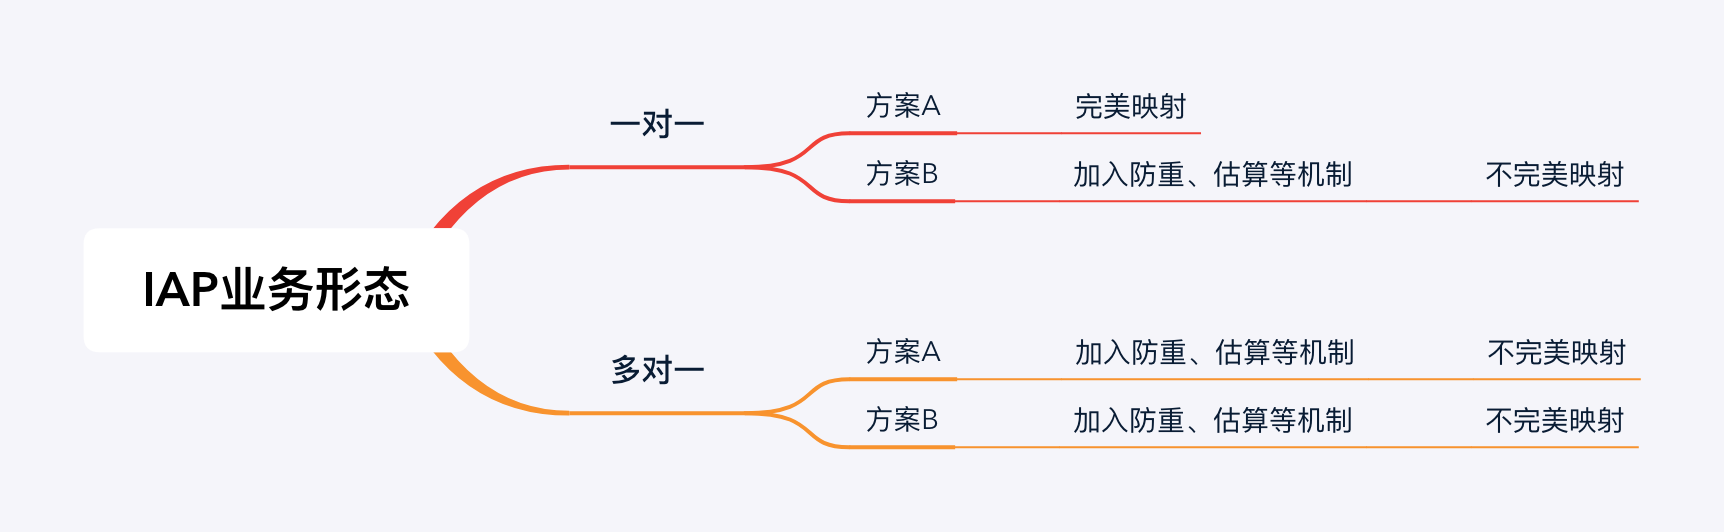 IAP业务形态
一对一
方案A 完美映射
方案B 加入防重、估算等机制 不完美映射
多对一
方案A 加入防重、估算等机制 不完美映射
方案B 加入防重、估算等机制 不完美映射